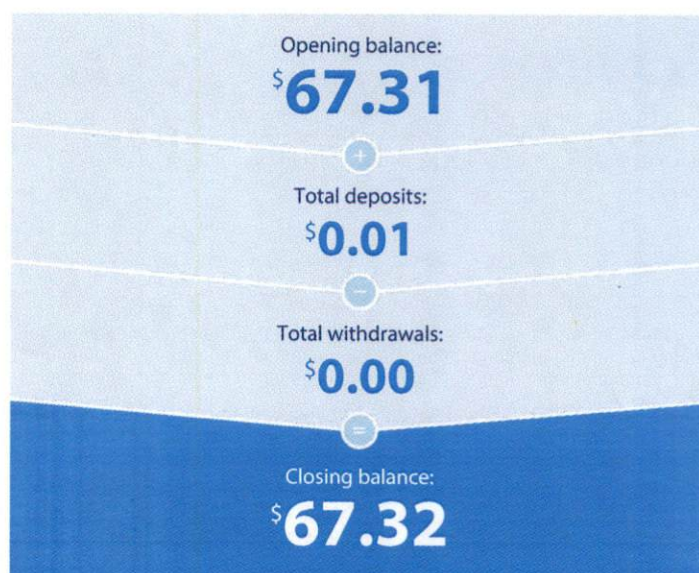 Opening balance:
$67.31
+
Total deposits:
$0.01
−
Total withdrawals:
$0.00
=
Closing balance:
$67.32